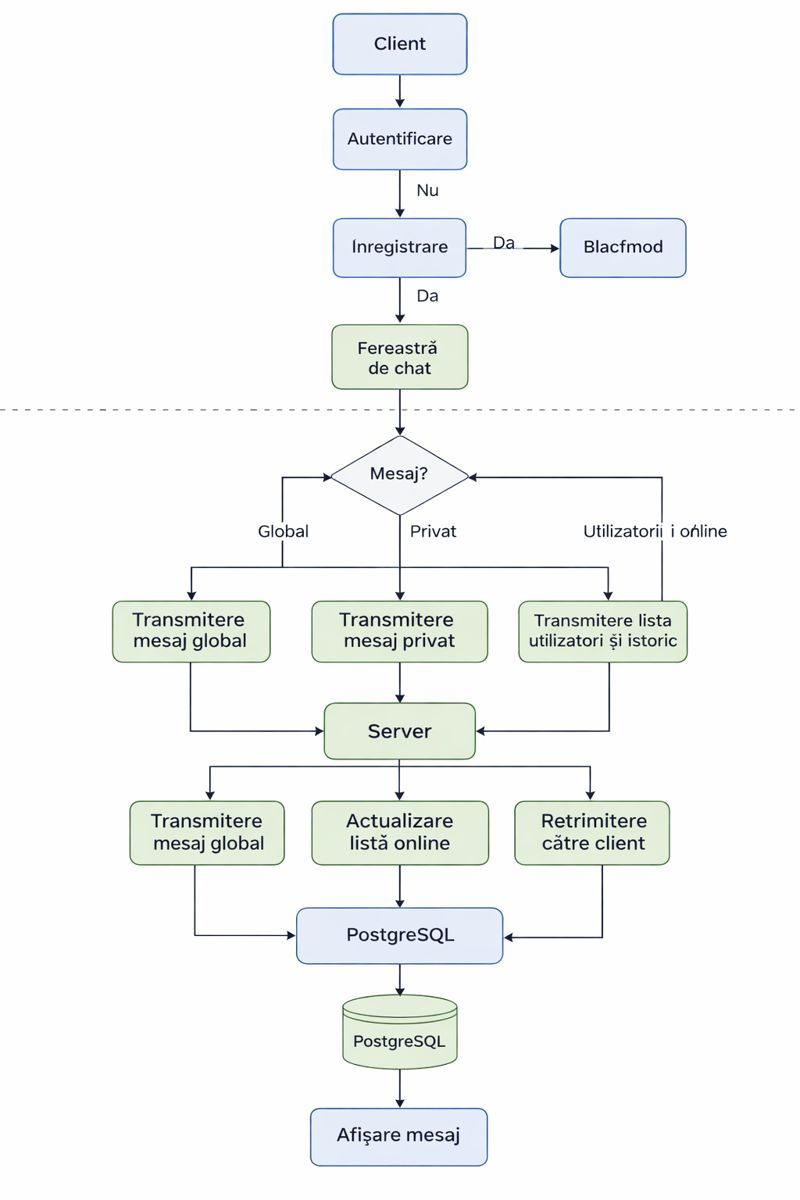 Client
Autentificare
Nu
Înregistrare
Da
Blacfmod
Da
Fereastră
de chat
Mesaj?
Global
Privat
Utilizatorii i online
Transmitere
mesaj global
Transmitere
mesaj privat
Transmitere lista
utilizatori și istoric
Server
Transmitere
mesaj global
Actualizare
listă online
Retrimitere
către client
PostgreSQL
PostgreSQL
Afișare mesaj